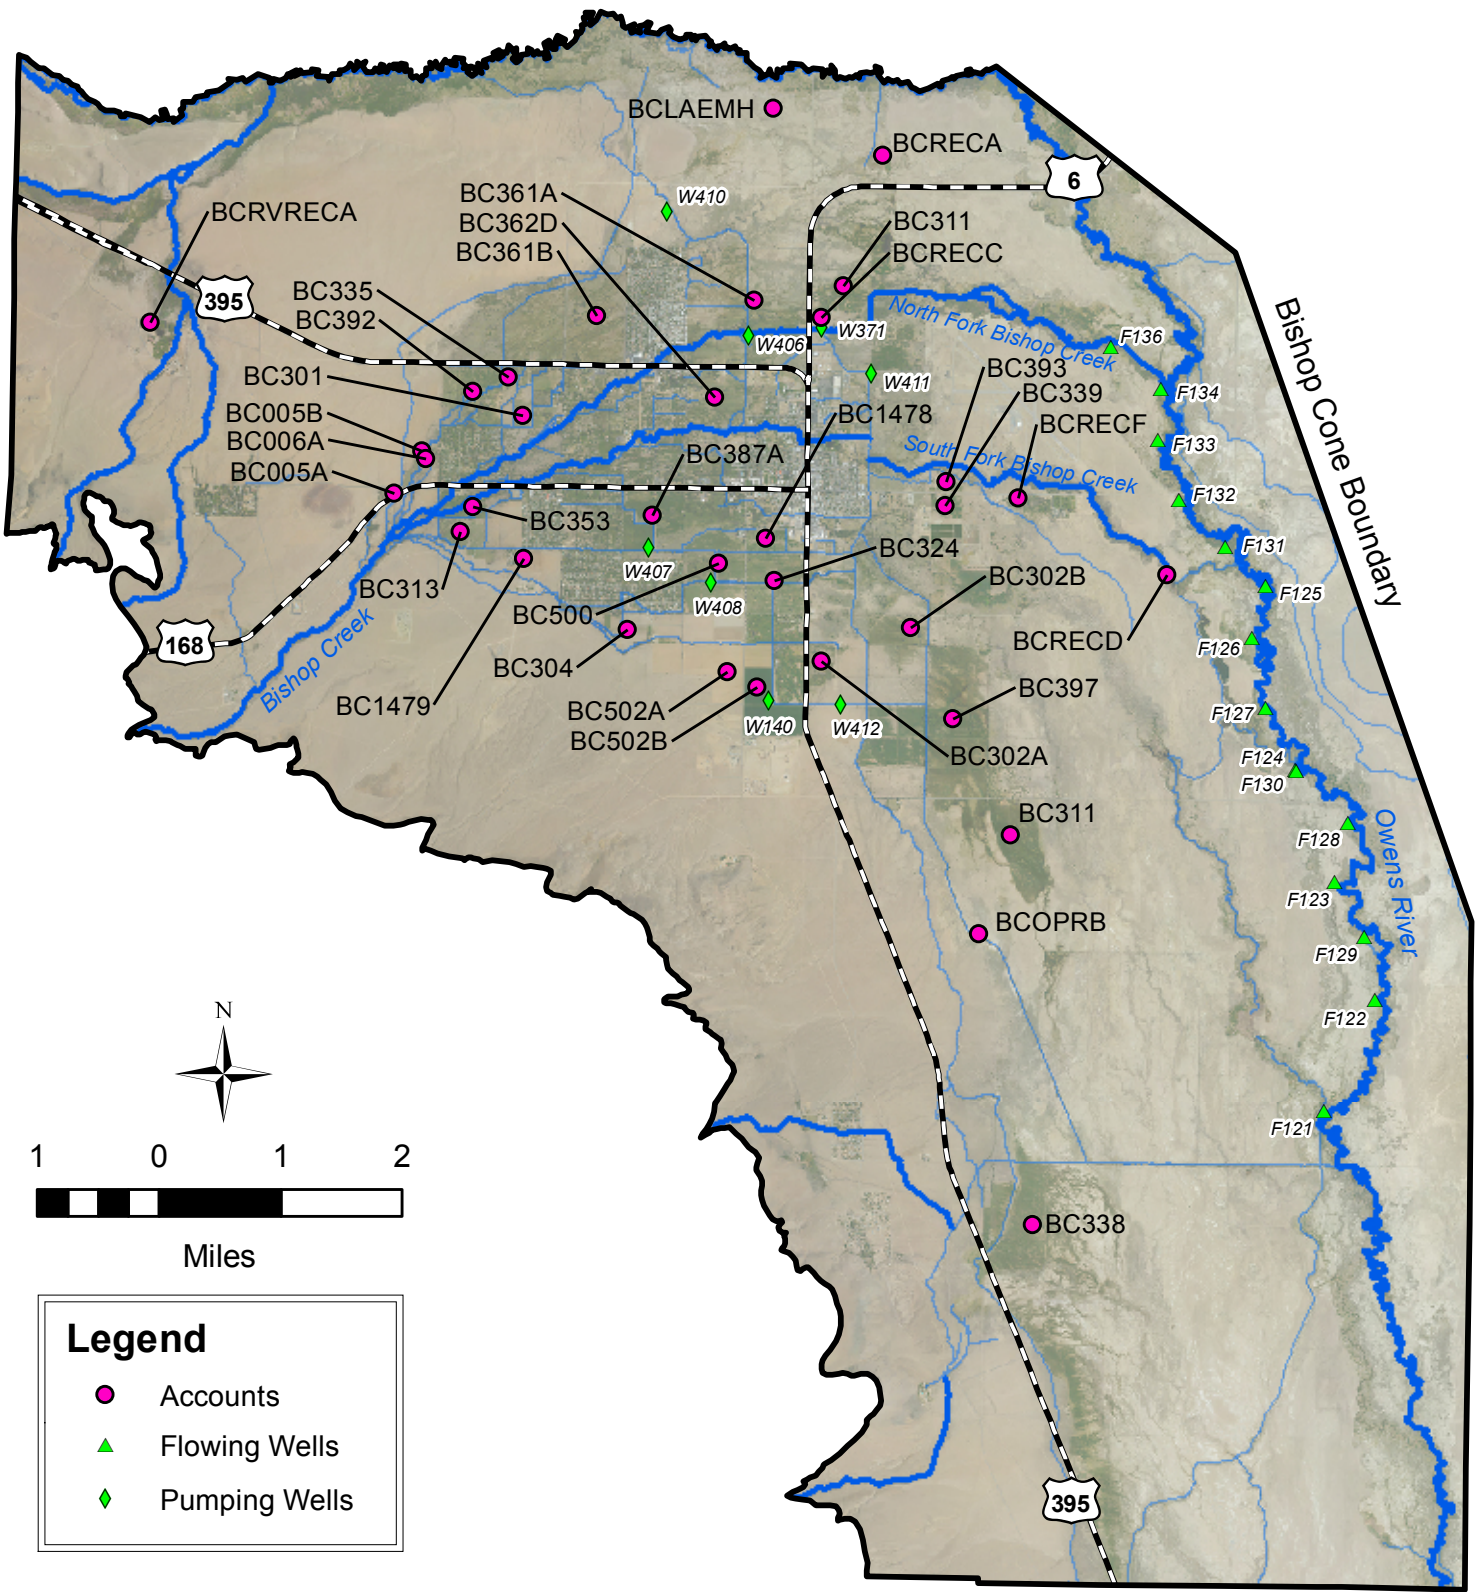 BCLAEMH
BCRECA
6
BC361A
W410
BCRVRECA
BC362D
BC311
BC361B
BCRECC
BC335
395
BC392
North Fork Bishop Creek
W371
W406
F136
BC301
W411
BC393
BC339
F134
BC005B
BC1478
BCRECF
BC006A
F133
BC387A
South Fork Bishop Creek
BC005A
F132
BC353
Bishop Cone Boundary
BC324
F131
W407
BC313
BC302B
F125
W408
BC500
168
BCRECD
F126
Bishop Creek
BC304
BC397
BC1479
BC502A
F127
W140
W412
BC502B
BC302A
F124
F130
BC311
F128
Owens River
F123
BCOPRB
F129
N
F122
F121
1 0 1 2
BC338
Miles
Legend
Accounts
Flowing Wells
Pumping Wells
395